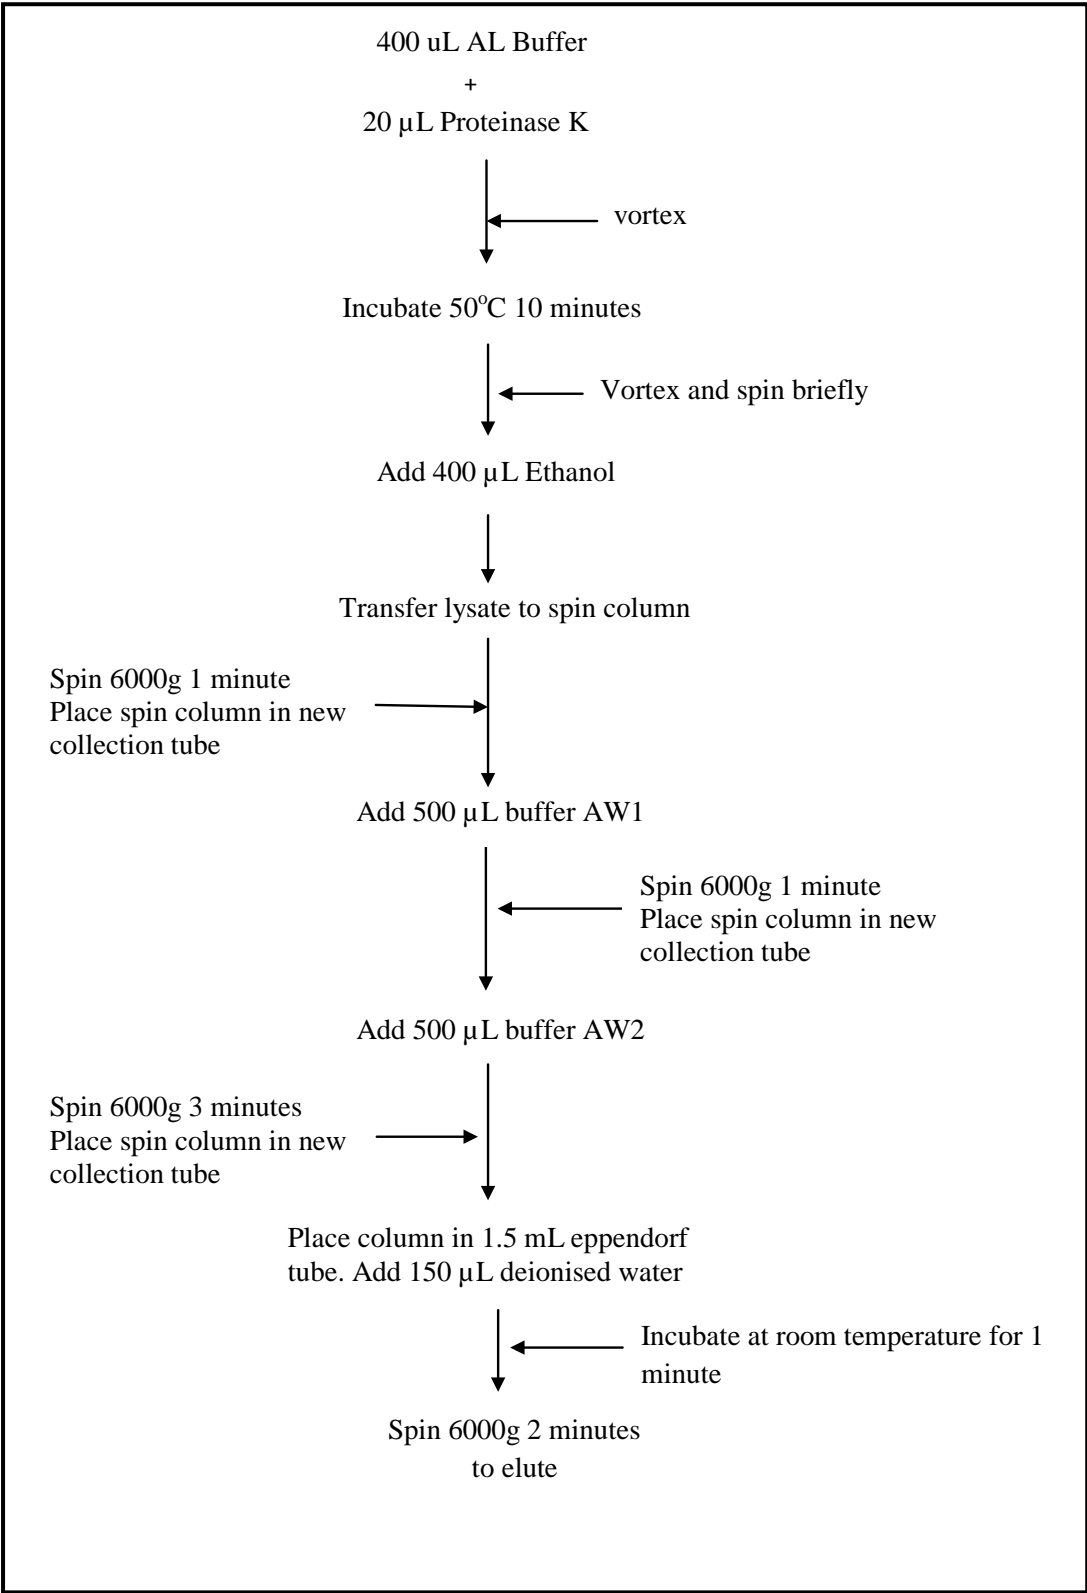 400 uL AL Buffer
+
20 µL Proteinase K
vortex
Incubate 50°C 10 minutes
Vortex and spin briefly
Add 400 µL Ethanol
Transfer lysate to spin column
Spin 6000g 1 minute
Place spin column in new
collection tube
Add 500 µL buffer AW1
Spin 6000g 1 minute
Place spin column in new
collection tube
Add 500 µL buffer AW2
Spin 6000g 3 minutes
Place spin column in new
collection tube
Place column in 1.5 mL eppendorf
tube. Add 150 µL deionised water
Incubate at room temperature for 1
minute
Spin 6000g 2 minutes
to elute